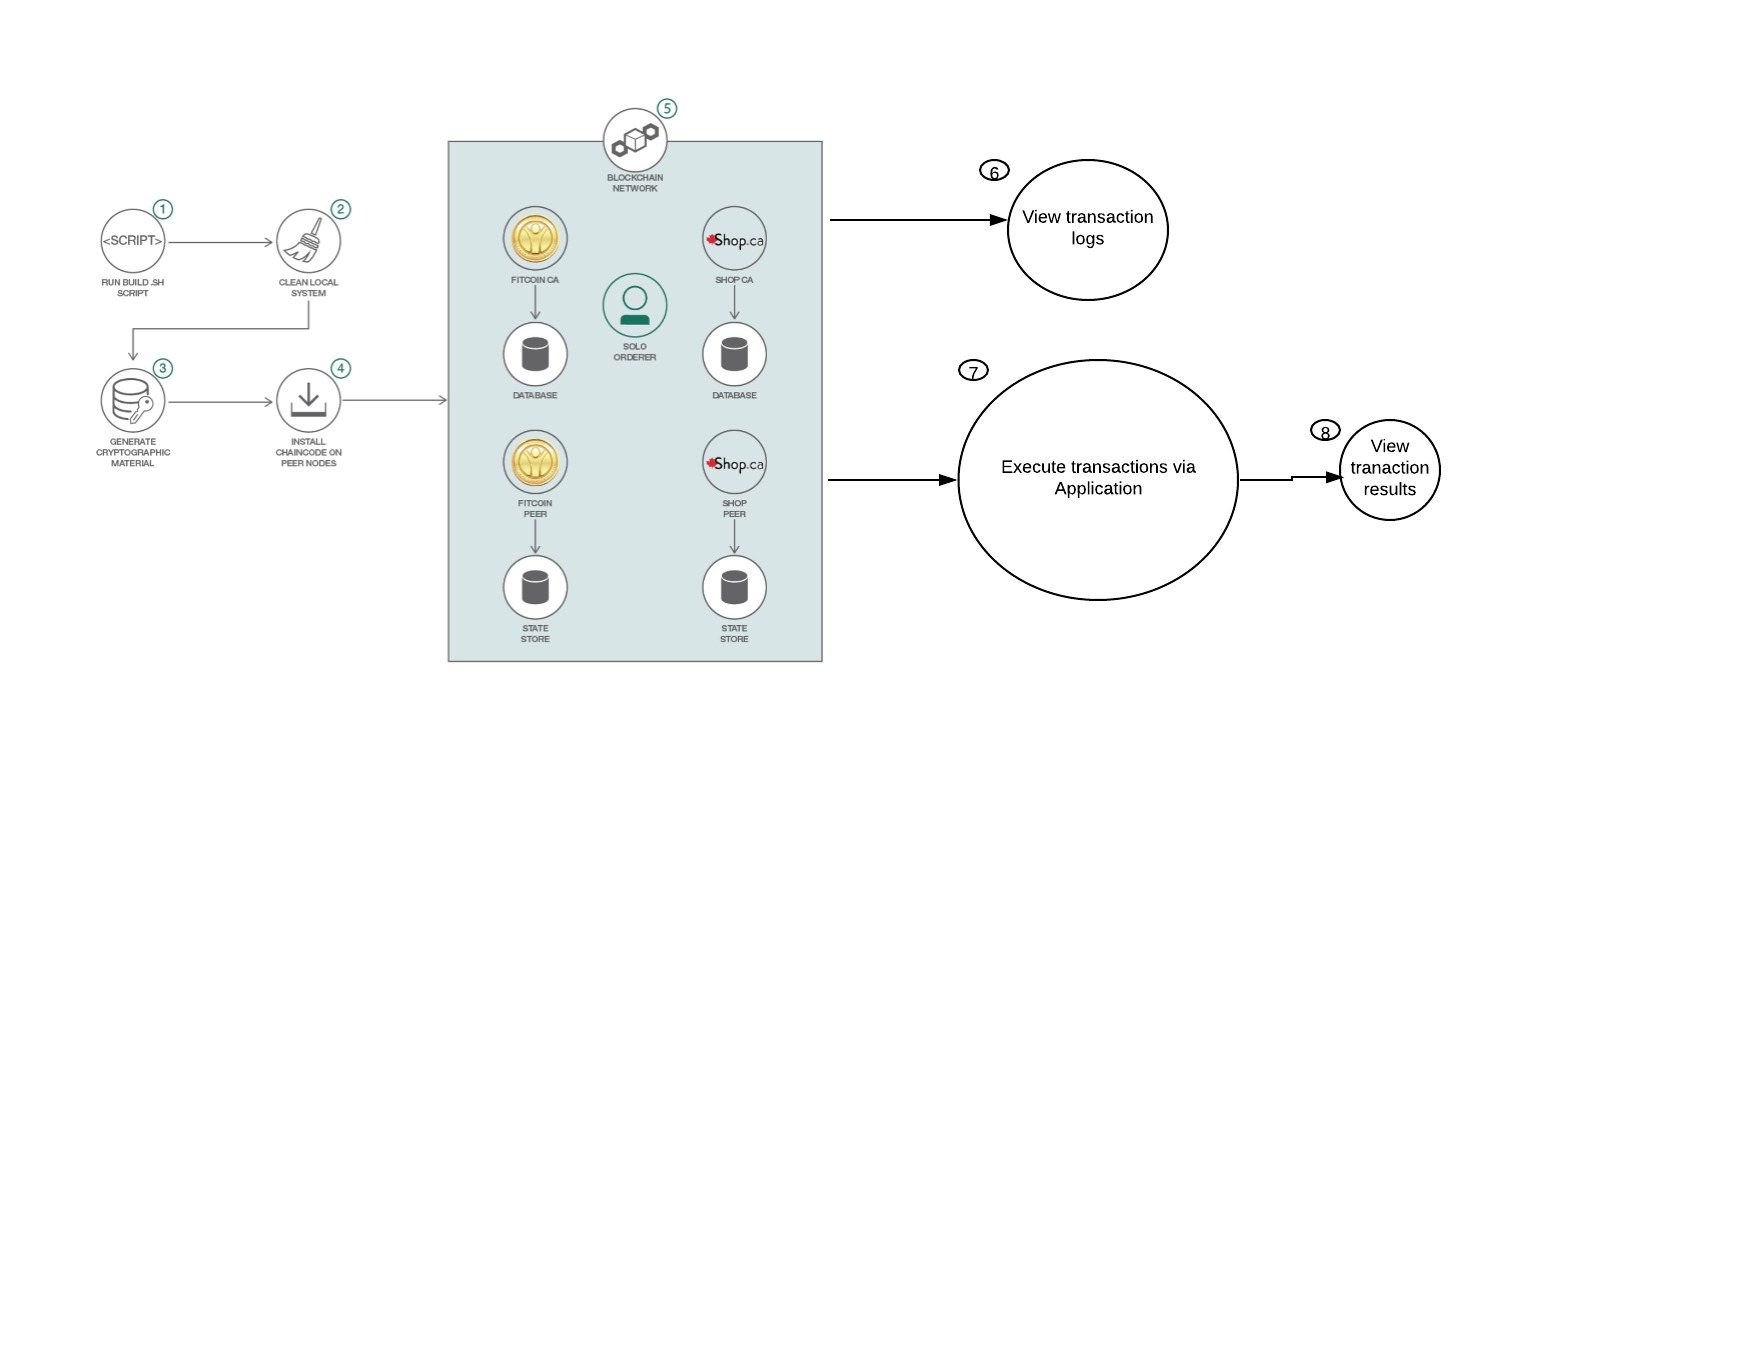 1
<SCRIPT>
RUN BUILD .SH
SCRIPT
2
CLEAN LOCAL
SYSTEM
3
GENERATE
CRYPTOGRAPHIC
MATERIAL
4
INSTALL
CHAINCODE ON
PEER NODES
5
BLOCKCHAIN
NETWORK
FITCOIN CA
Shop.ca
SHOP CA
SOLO
ORDERER
DATABASE
DATABASE
FITCOIN
PEER
Shop.ca
SHOP
PEER
STATE
STORE
STATE
STORE
6
View transaction
logs
7
Execute transactions via
Application
8
View
tranaction
results